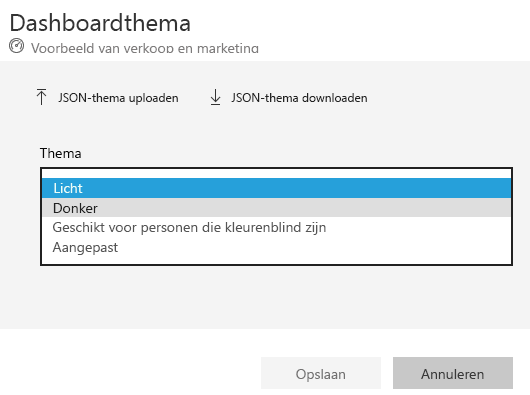 Dashboardthema
Voorbeeld van verkoop en marketing
JSON-thema uploaden
JSON-thema downloaden
Thema
Licht
Donker
Geschikt voor personen die kleurenblind zijn
Aangepast
Opslaan
Annuleren